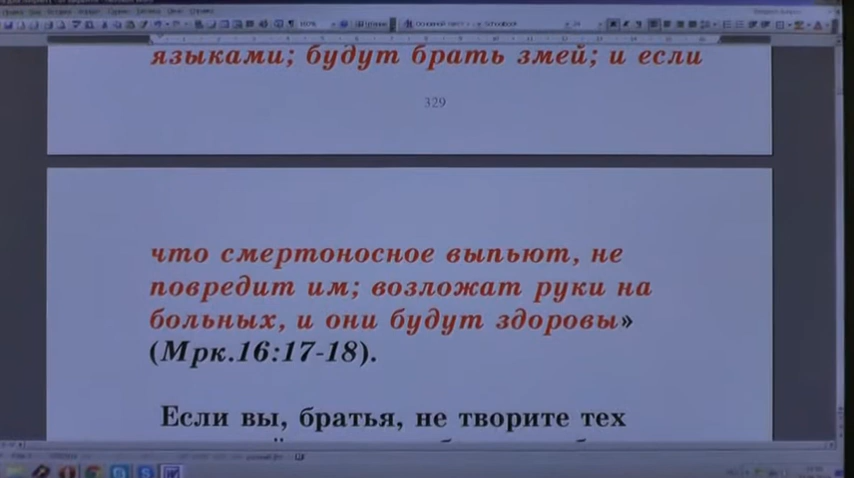 языками; будут брать змей; и если
329
что смертоносное выпьют, не
повредит им; возложат руки на
больных, и они будут здоровы»
(Мрк.16:17-18).
Если вы, братья, не творите тех